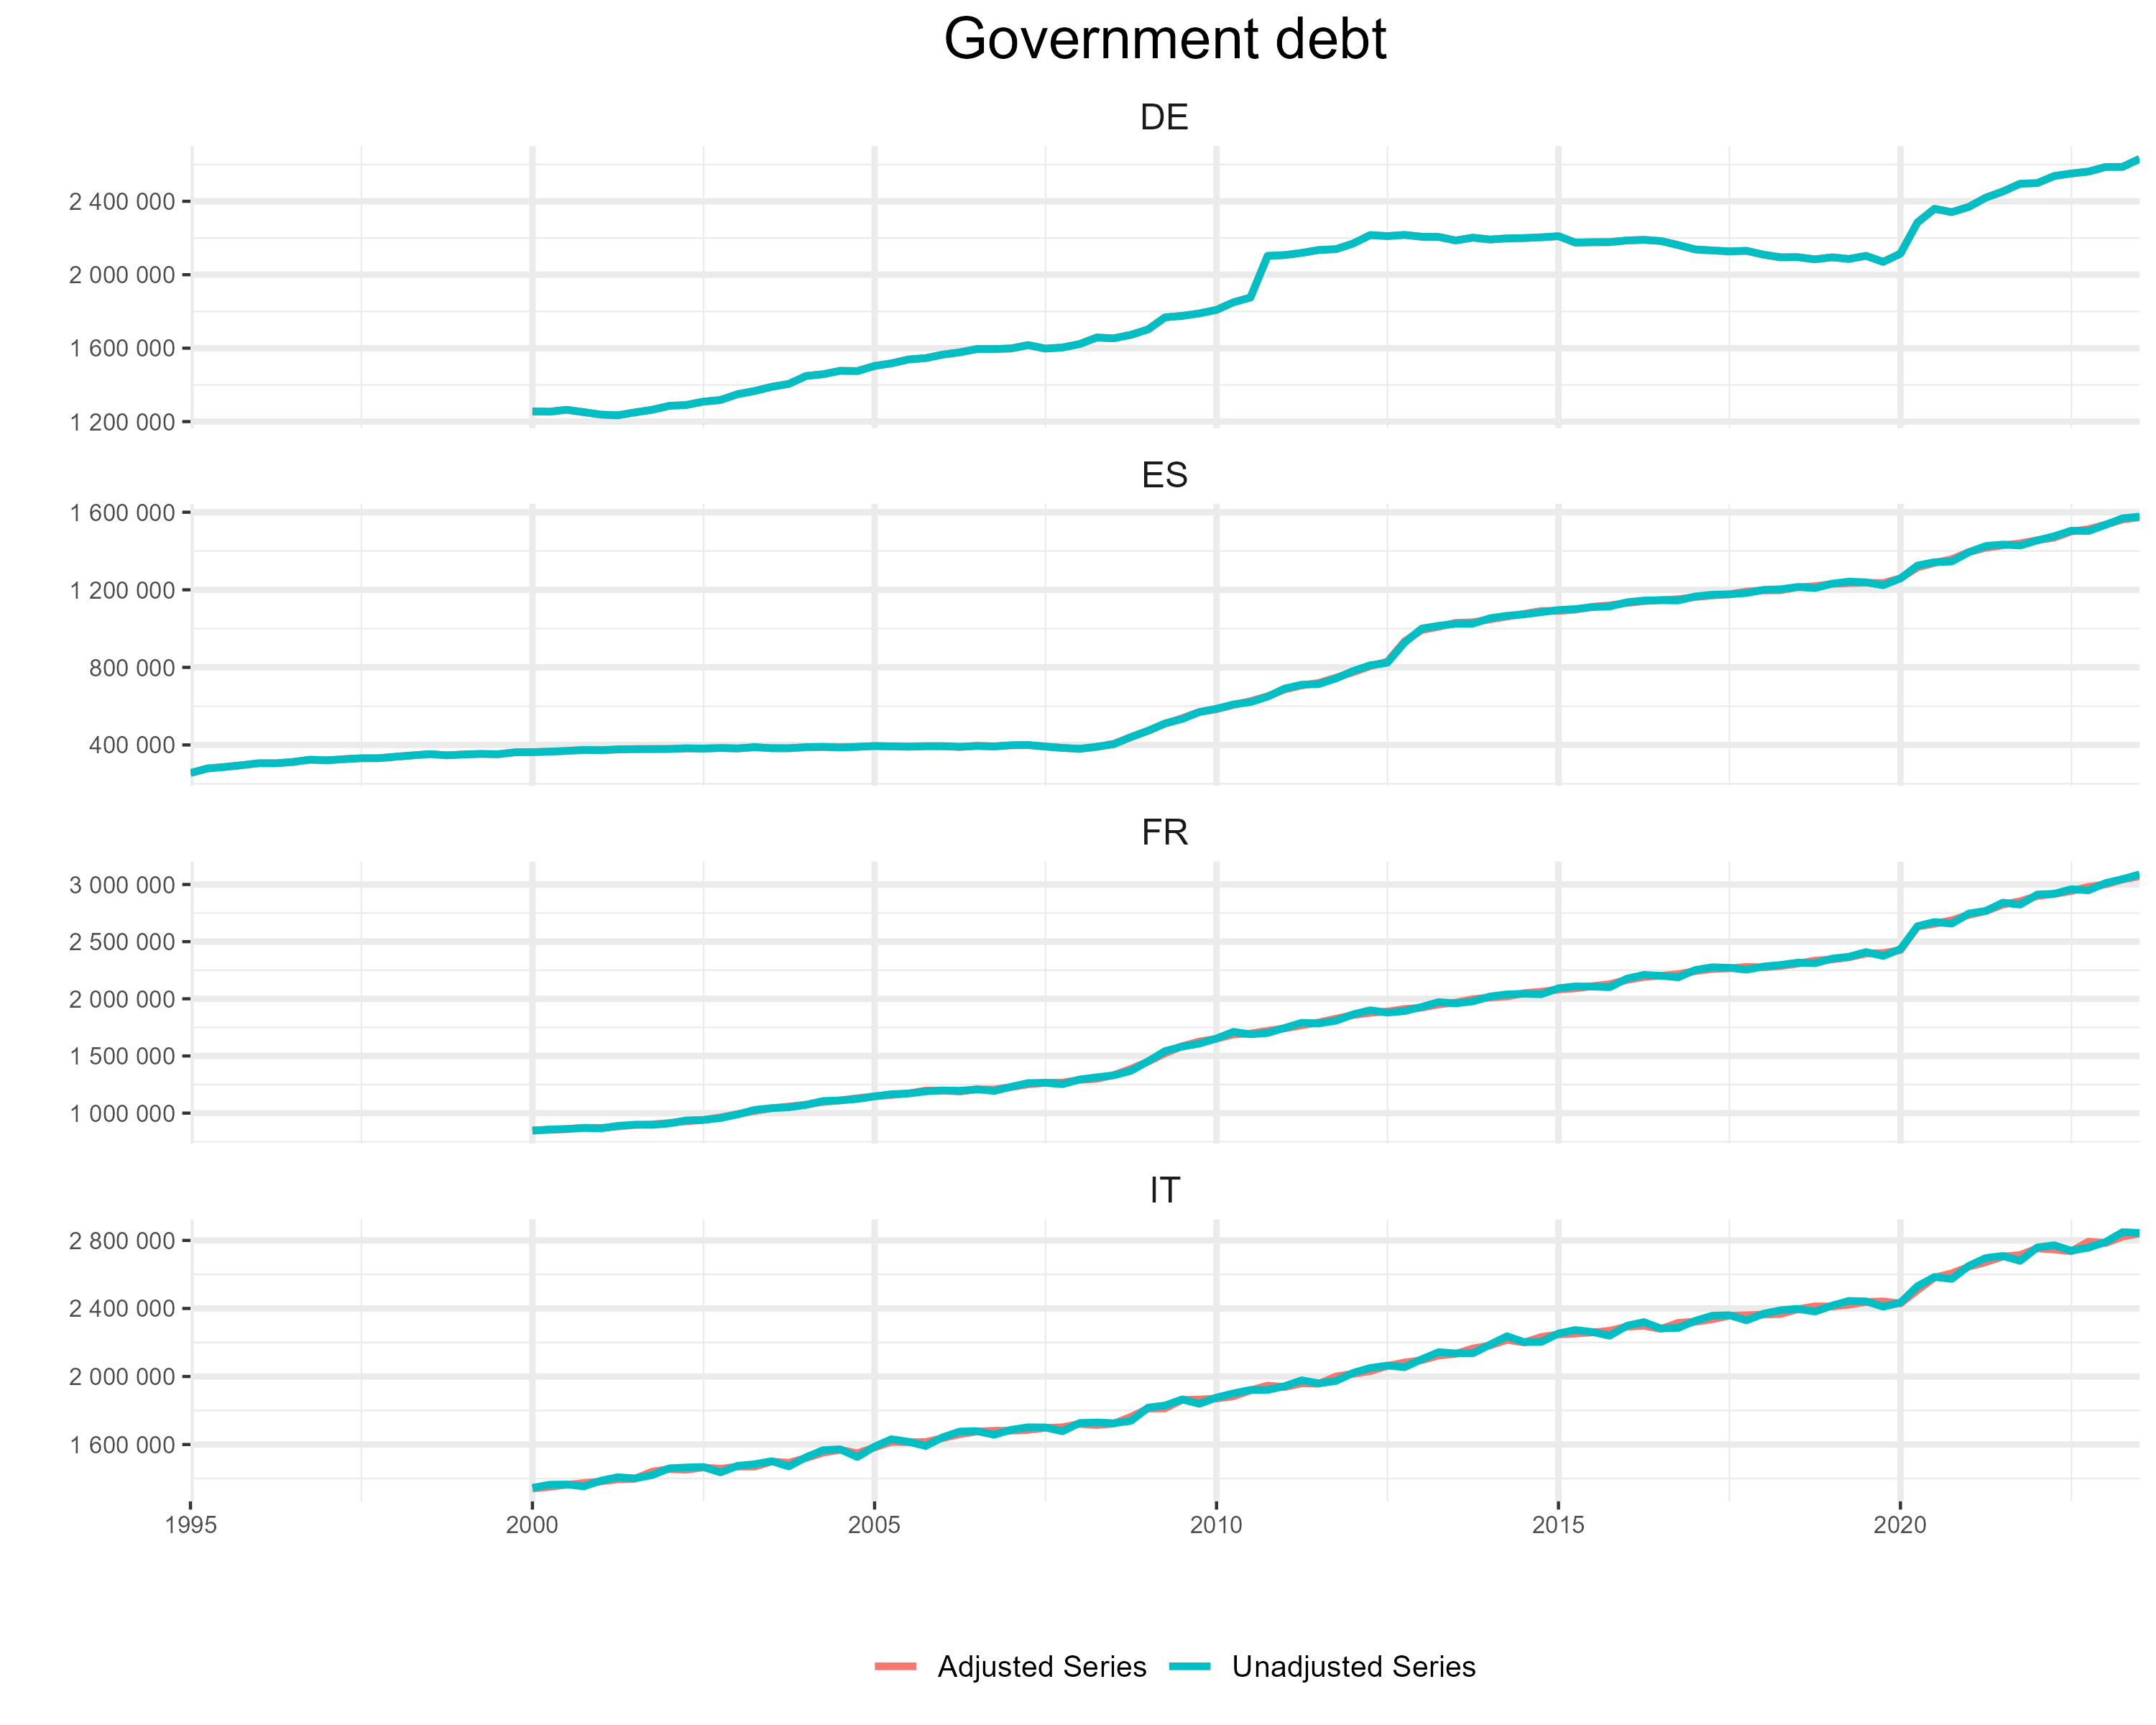 Government debt
DE
2 400 000
2 000 000
1 600 000
1 200 000
ES
1 600 000
1 200 000
800 000
400 000
FR
3 000 000
2 500 000
2 000 000
1 500 000
1 000 000
IT
2 800 000
2 400 000
2 000 000
1 600 000
1995 2000 2005 2010 2015 2020
Adjusted Series Unadjusted Series